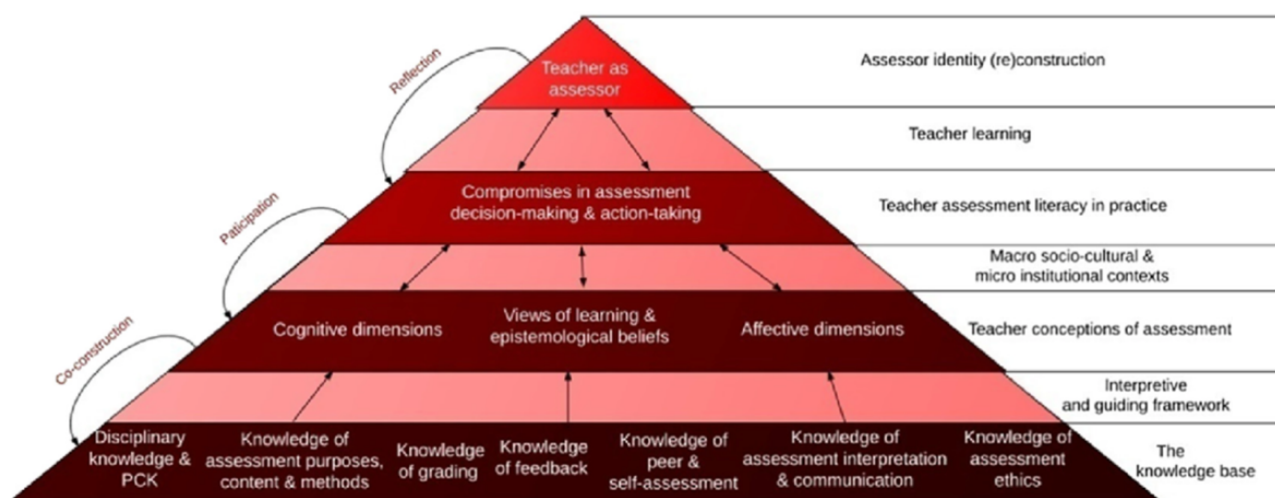 Reflection
Teacher as
assessor
Assessor identity (re)construction
Teacher learning
Paticipation
Compromises in assessment
decision-making & action-taking
Teacher assessment literacy in practice
Macro socio-cultural &
micro institutional contexts
Co-construction
Cognitive dimensions
Views of learning &
epistemological beliefs
Affective dimensions
Teacher conceptions of assessment
Interpretive
and guiding framework
Disciplinary
knowledge &
PCK
Knowledge of
assessment purposes,
content & methods
Knowledge
of grading
Knowledge
of feedback
Knowledge of
peer &
self-assessment
Knowledge of
assessment interpretation
& communication
Knowledge of
assessment
ethics
The
knowledge base